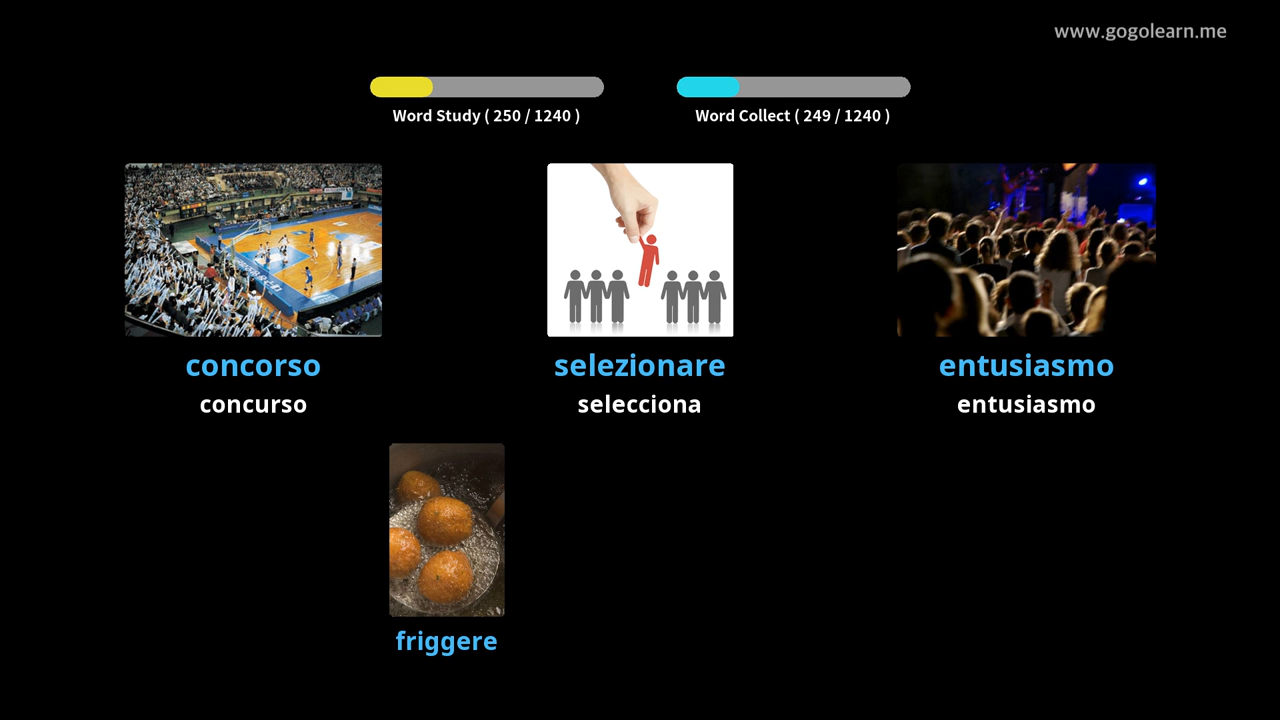 www.gogolearn.me
Word Study ( 250 / 1240 )
Word Collect ( 249 / 1240 )
concorso
selezionare
entusiasmo
concurso
selecciona
entusiasmo
friggere